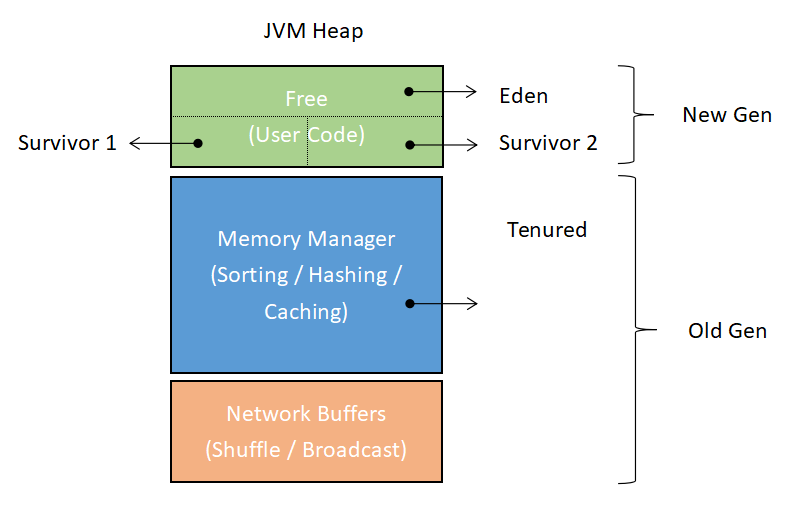 JVM Heap
Free
(User Code)
Eden
Survivor 1
Survivor 2
New Gen
Memory Manager
(Sorting / Hashing /
Caching)
Tenured
Old Gen
Network Buffers
(Shuffle / Broadcast)